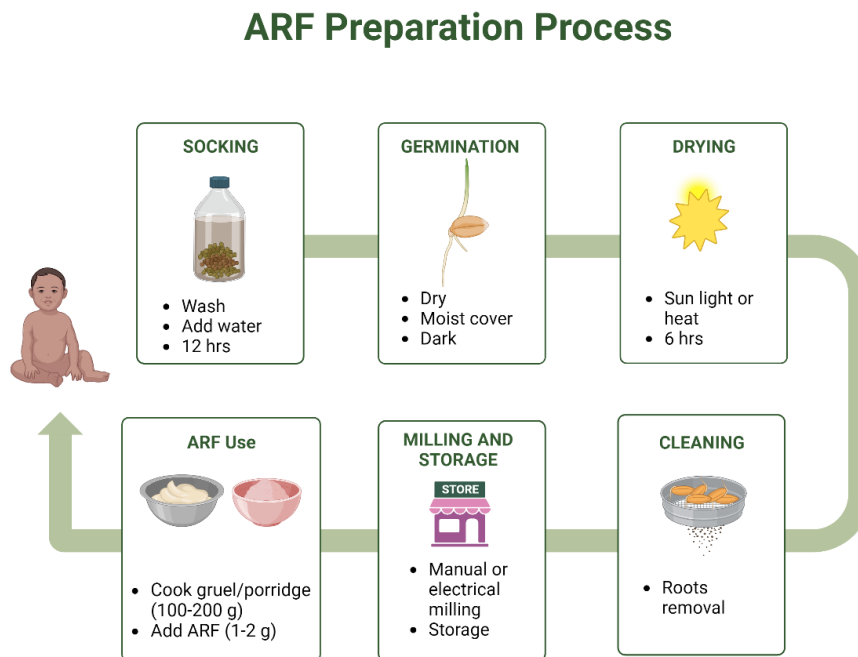 ARF Preparation Process
SOCKING
• Wash
• Add water
• 12 hrs
GERMINATION
• Dry
• Moist cover
• Dark
DRYING
• Sun light or
heat
• 6 hrs
ARF Use
• Cook gruel/porridge
(100-200 g)
• Add ARF (1-2 g)
MILLING AND
STORAGE
STORE
• Manual or
electrical
milling
• Storage
CLEANING
• Roots
removal